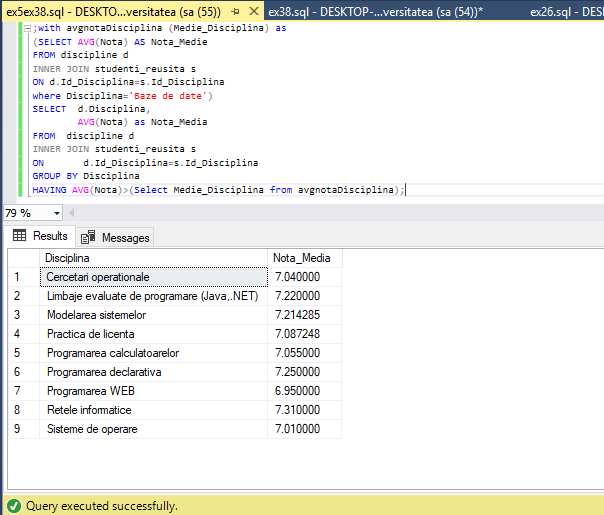 ex5ex38.sql - DESKTO...versitatea (sa (55)) ex38.sql - DESKTOP-...versitatea (sa (54))* ex26.sql - DESKTOP
;with avgnotaDisciplina (Medie_Disciplina) as
(SELECT AVG(Nota) AS Nota_Medie
FROM discipline d
INNER JOIN studenti_reusita s
ON d.Id_Disciplina=s.Id_Disciplina
where Disciplina='Baze de date')
SELECT d.Disciplina,
AVG(Nota) as Nota_Media
FROM discipline d
INNER JOIN studenti_reusita s
ON d.Id_Disciplina=s.Id_Disciplina
GROUP BY Disciplina
HAVING AVG(Nota)>(Select Medie_Disciplina from avgnotaDisciplina);
79 %
Results Messages
Disciplina Nota_Media
1 Cercetari operationale 7.040000
2 Limbaje evaluate de programare (Java,.NET) 7.220000
3 Modelarea sistemelor 7.214285
4 Practica de licenta 7.087248
5 Programarea calculatoarelor 7.055000
6 Programarea declarativa 7.250000
7 Programarea WEB 6.950000
8 Retele informatice 7.310000
9 Sisteme de operare 7.010000
Query executed successfully.